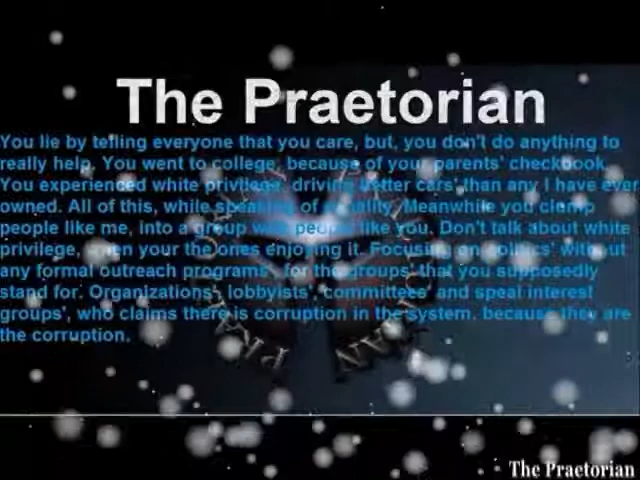 The Praetorian
You lie by telling everyone that you care, but, you don't do anything to
really help. You went to college, because of your parents' checkbook.
You experienced white privilege, driving better cars' than any I have ever
owned. All of this, while speaking of equality. Meanwhile you clump
people like me, into a group with people like you. Don't talk about white
privilege, when your the ones enjoying it. Focusing on politics' without
any formal outreach programs', for the groups' that you supposedly
stand for. Organizations', lobbyists', committees' and speal interest
groups', who claims there is corruption in the system, because they are
the corruption.
PRAETORIAN
The Praetorian